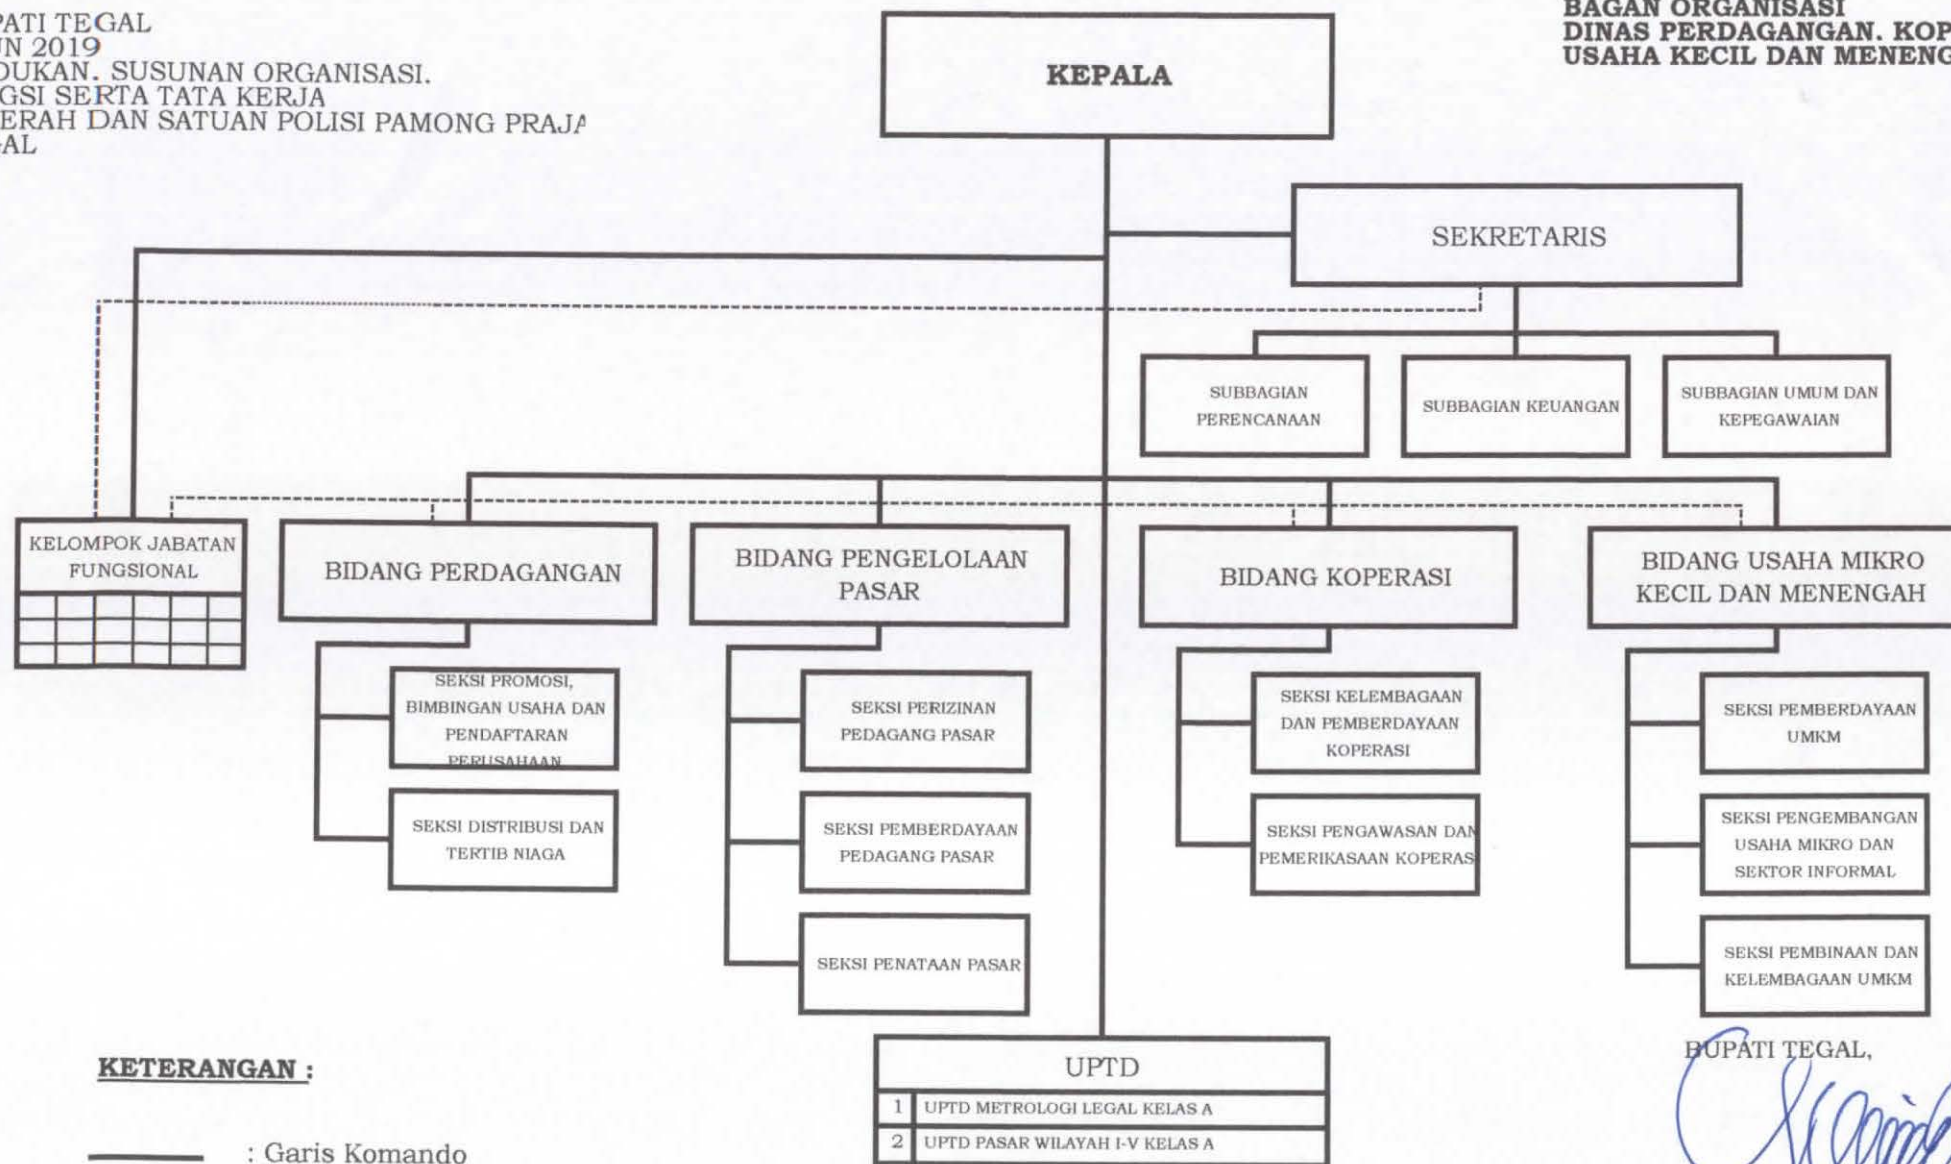 PATI TEGAL
UN 2019
DUKAN. SUSUNAN ORGANISASI.
GSI SERTA TATA KERJA
ERAH DAN SATUAN POLISI PAMONG PRAJA
GAL
BAGAN ORGANISASI
DINAS PERDAGANGAN. KOP
USAHA KECIL DAN MENENG
KEPALA
SEKRETARIS
SUBBAGIAN
PERENCANAAN
SUBBAGIAN KEUANGAN
SUBBAGIAN UMUM DAN
KEPEGAWAIAN
KELOMPOK JABATAN
FUNGSIONAL
BIDANG PERDAGANGAN
BIDANG PENGELOLAAN
PASAR
BIDANG KOPERASI
BIDANG USAHA MIKRO
KECIL DAN MENENGAH
SEKSI PROMOSI,
BIMBINGAN USAHA DAN
PENDAFTARAN
PERUSAHAAN
SEKSI DISTRIBUSI DAN
TERTIB NIAGA
SEKSI PERIZINAN
PEDAGANG PASAR
SEKSI PEMBERDAYAAN
PEDAGANG PASAR
SEKSI PENATAAN PASAR
SEKSI KELEMBAGAAN
DAN PEMBERDAYAAN
KOPERASI
SEKSI PENGAWASAN DAN
PEMERIKASAAN KOPERAS
SEKSI PEMBERDAYAAN
UMKM
SEKSI PENGEMBANGAN
USAHA MIKRO DAN
SEKTOR INFORMAL
SEKSI PEMBINAAN DAN
KELEMBAGAAN UMKM
KETERANGAN :
: Garis Komando
UPTD
1 UPTD METROLOGI LEGAL KELAS A
2 UPTD PASAR WILAYAH I-V KELAS A
BUPATI TEGAL,